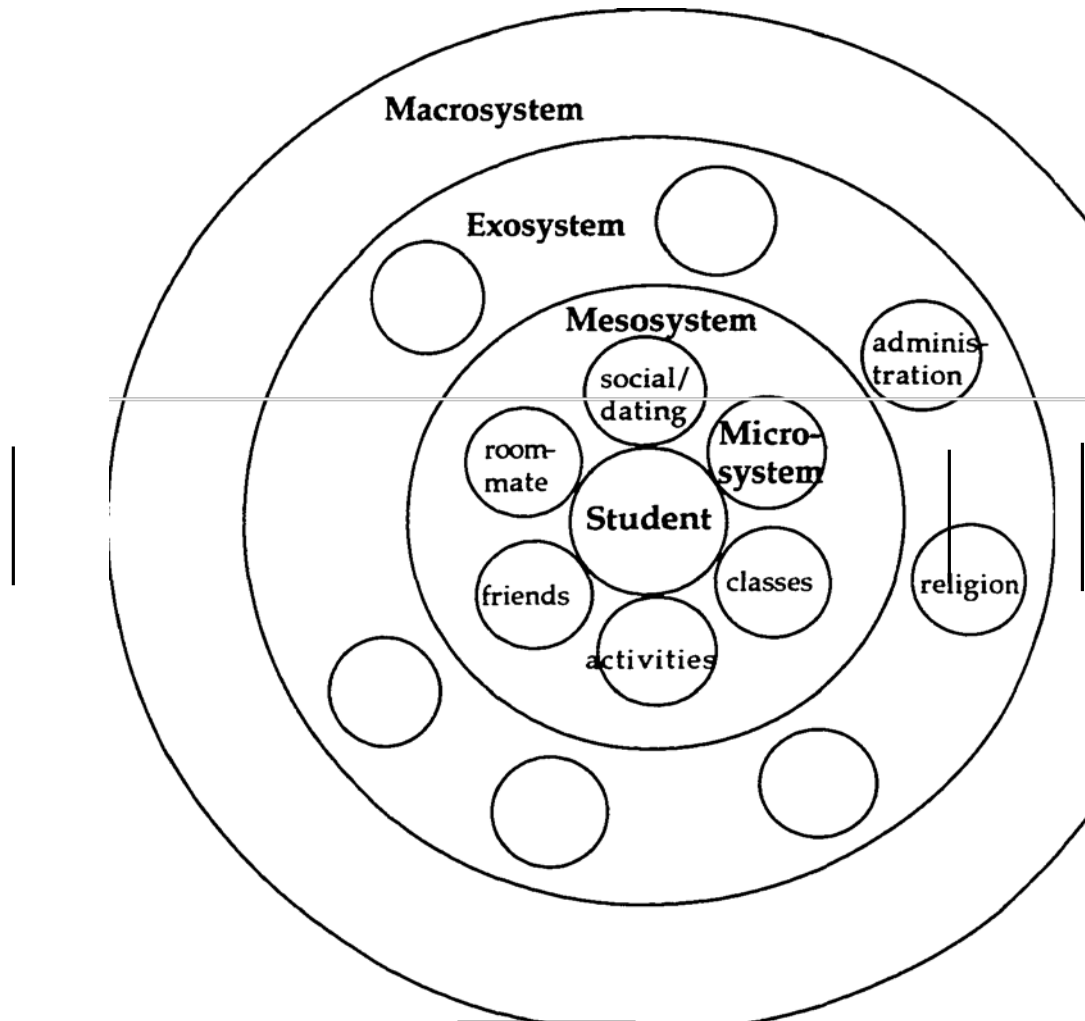 Macrosystem
Exosystem
Mesosystem
adminis-
tration
social/
dating
Micro-
system
room-
mate
Student
classes
religion
friends
activities